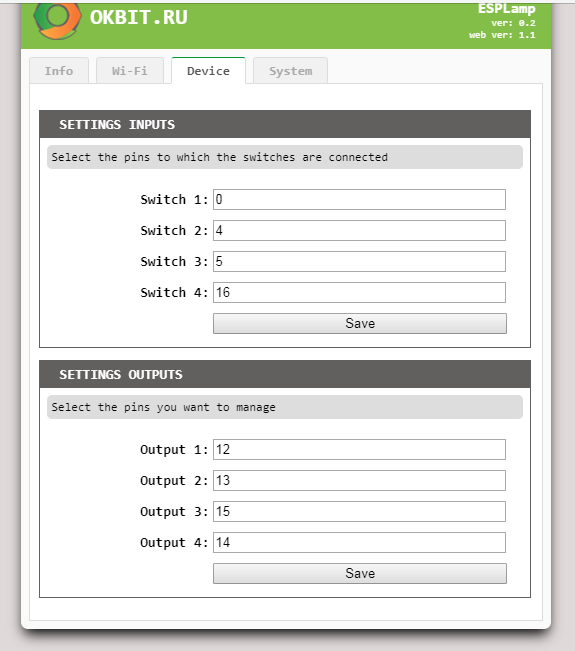 OKBIT.RU
ESPLamp
ver: 0.2
web ver: 1.1
Info Wi-Fi Device System
SETTINGS INPUTS
Select the pins to which the switches are connected
Switch 1: 0
Switch 2: 4
Switch 3: 5
Switch 4: 16
Save
SETTINGS OUTPUTS
Select the pins you want to manage
Output 1: 12
Output 2: 13
Output 3: 15
Output 4: 14
Save